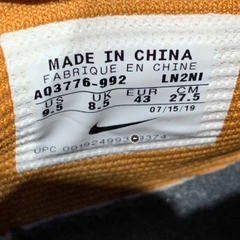 MADE IN CHINA
FABRIQUE EN CHINE
AO3776-992 LN2NI
US UK EUR CM
9.5 8.5 43 27.5
07/15/19
UPC